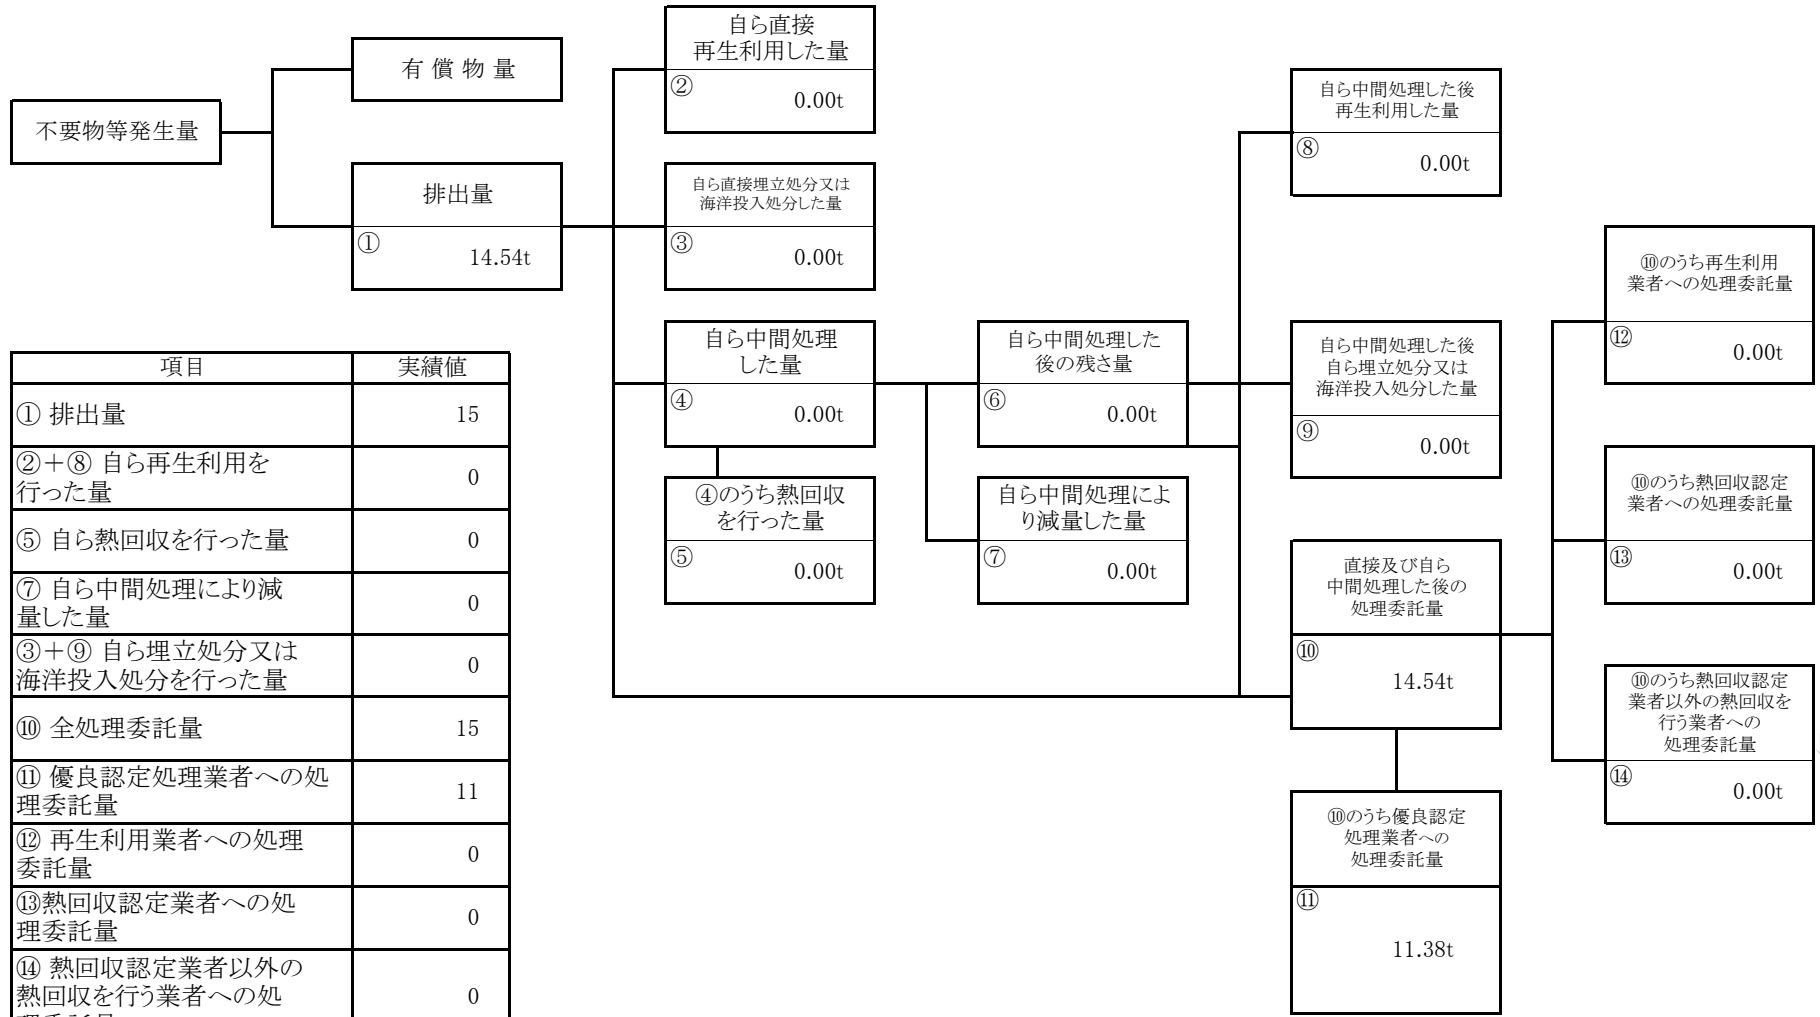 不要物等発生量
有 償 物 量
排出量
①
14.54t
自ら直接
再生利用した量
②
0.00t
自ら直接埋立処分又は
海洋投入処分した量
③
0.00t
自ら中間処理
した量
④
0.00t
④のうち熱回収
を行った量
⑤
0.00t
自ら中間処理した
後の残さ量
⑥
0.00t
自ら中間処理によ
り減量した量
⑦
0.00t
自ら中間処理した後
再生利用した量
⑧
0.00t
自ら中間処理した後
自ら埋立処分又は
海洋投入処分した量
⑨
0.00t
直接及び自ら
中間処理した後の
処理委託量
⑩
14.54t
⑩のうち優良認定
処理業者への
処理委託量
⑪
11.38t
⑩のうち再生利用
業者への処理委託量
⑫
0.00t
⑩のうち熱回収認定
業者への処理委託量
⑬
0.00t
⑩のうち熱回収認定
業者以外の熱回収を
行う業者への
処理委託量
⑭
0.00t
項目 実績値
① 排出量 15
②＋⑧ 自ら再生利用を
行った量 0
⑤ 自ら熱回収を行った量 0
⑦ 自ら中間処理により減
量した量 0
③＋⑨ 自ら埋立処分又は
海洋投入処分を行った量 0
⑩ 全処理委託量 15
⑪ 優良認定処理業者への処
理委託量 11
⑫ 再生利用業者への処理
委託量 0
⑬熱回収認定業者への処
理委託量 0
⑭ 熱回収認定業者以外の
熱回収を行う業者への処 0